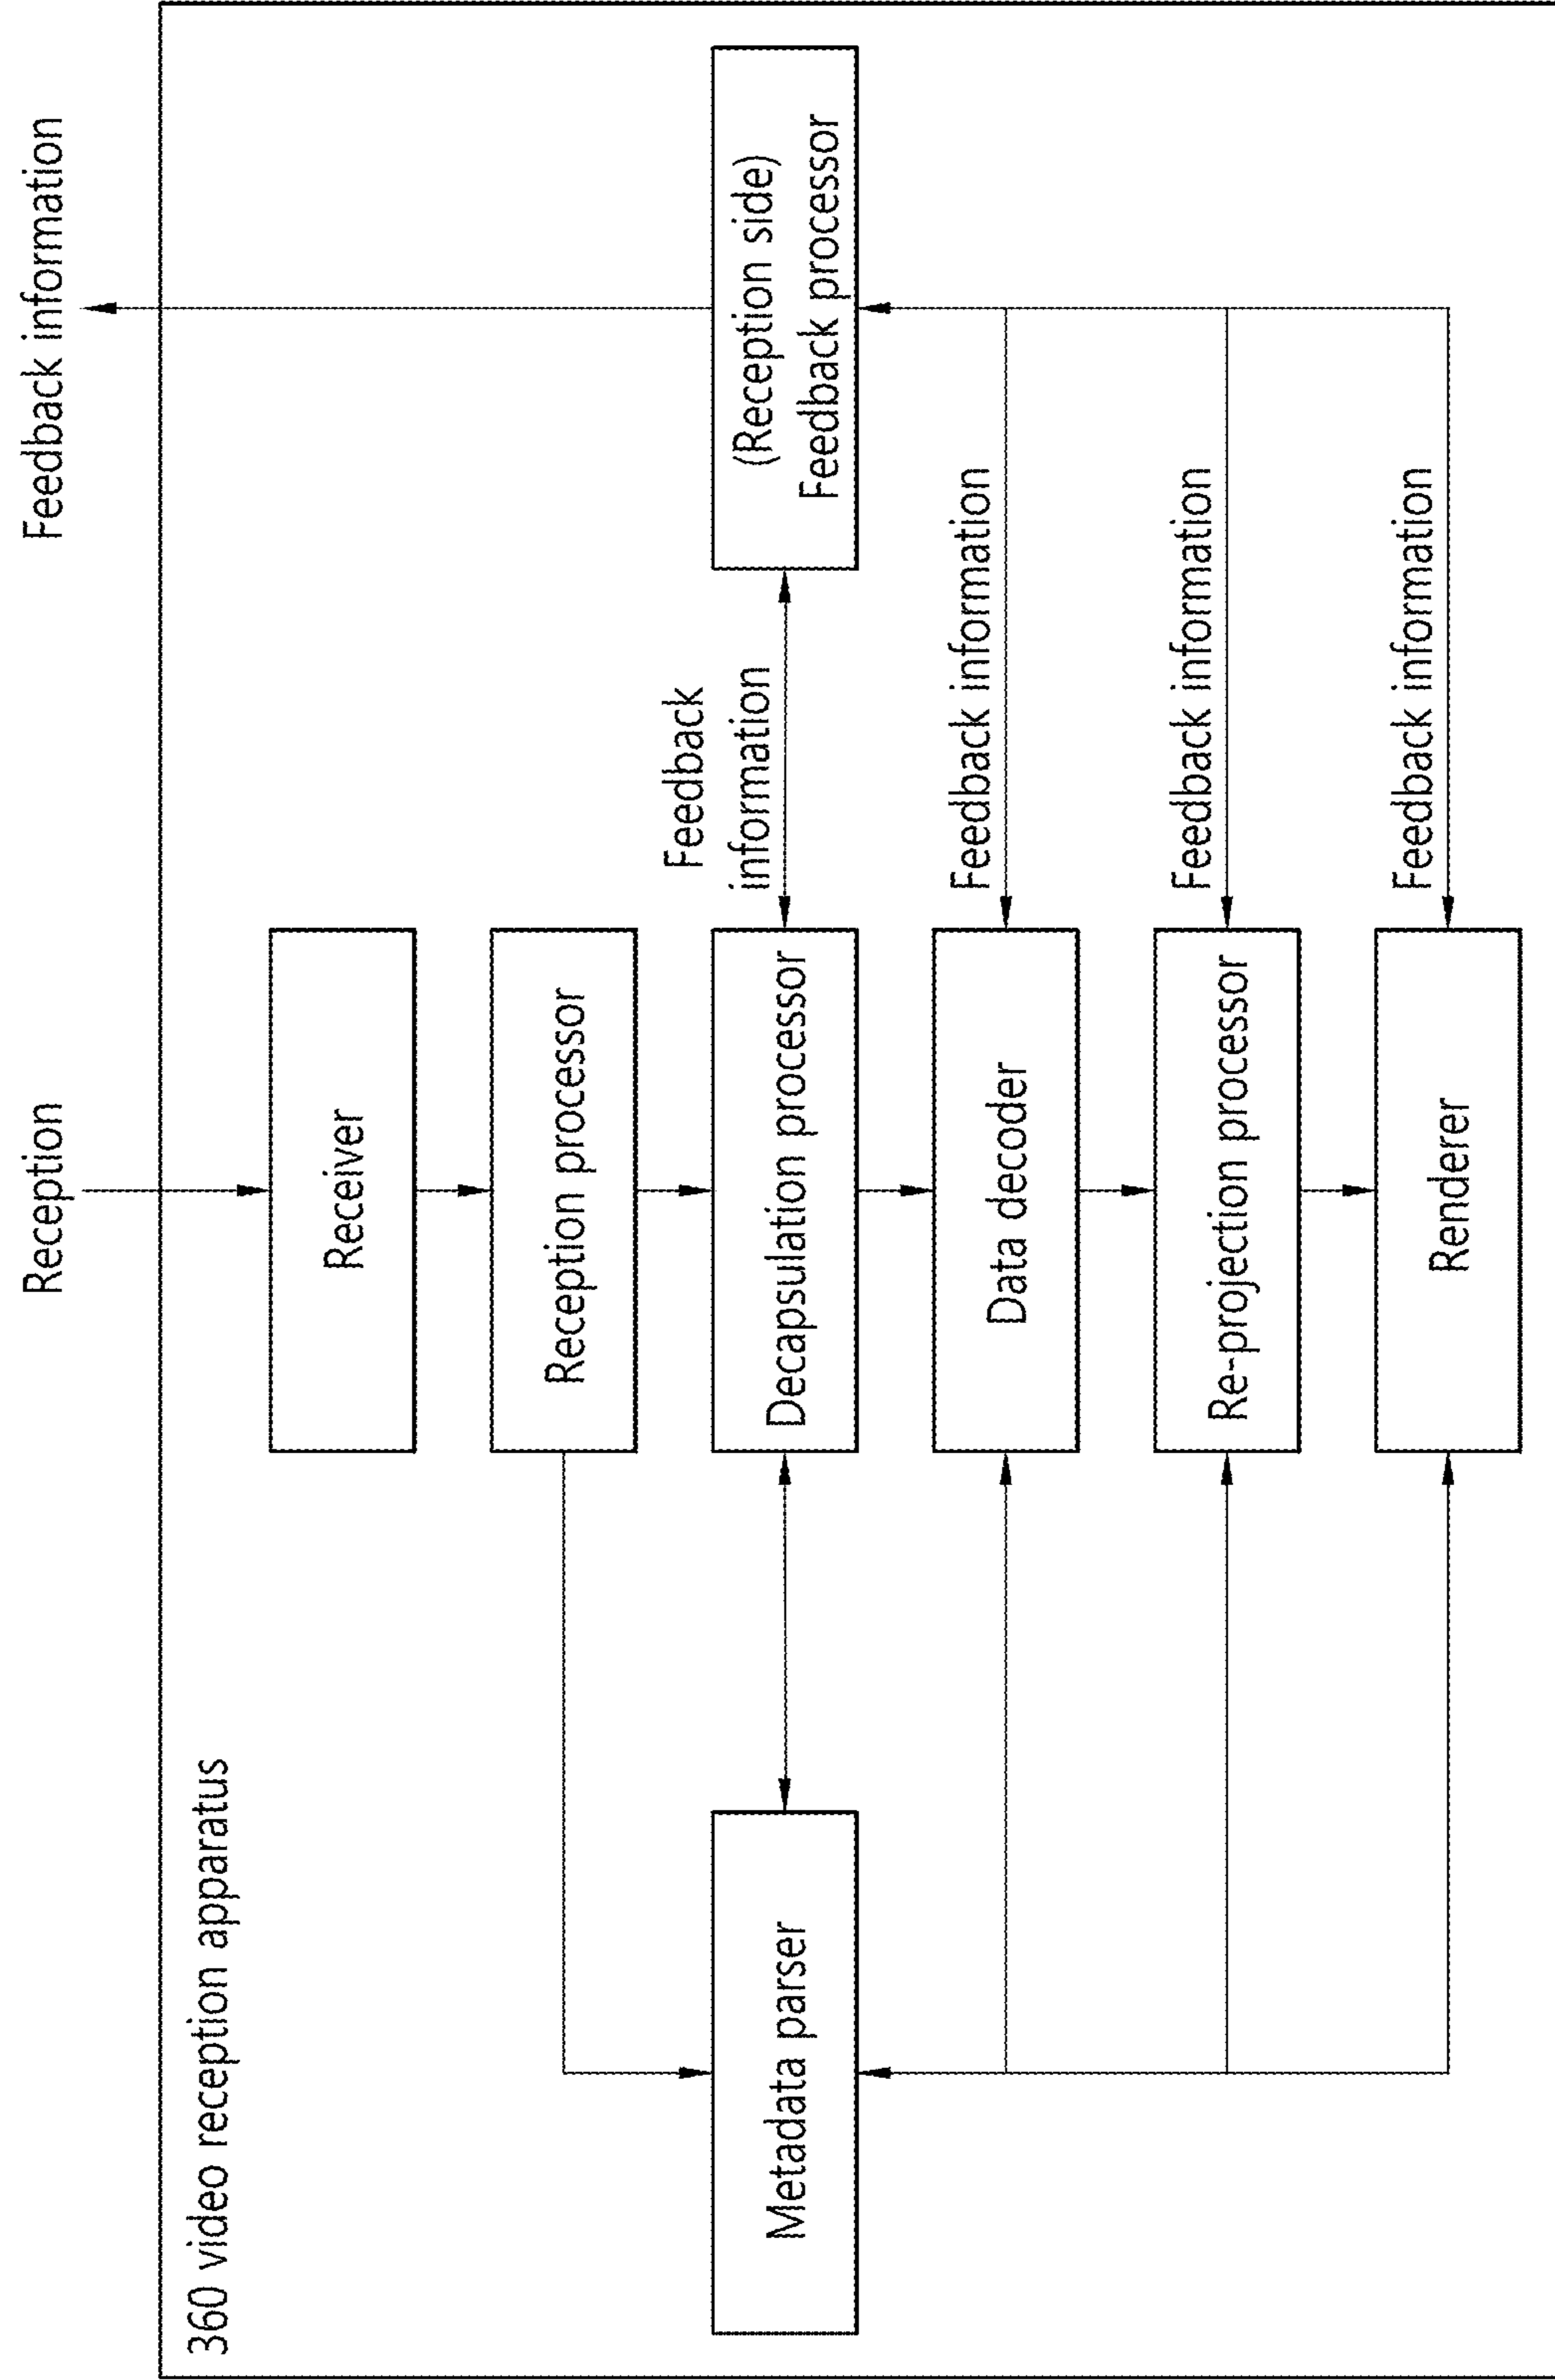 Reception
Feedback information
360 video reception apparatus
Receiver
Reception processor
Feedback
information
Metadata parser
Decapsulation processor
(Reception side)
Feedback processor
Data decoder
Feedback information
Re-projection processor
Feedback information
Renderer
Feedback information